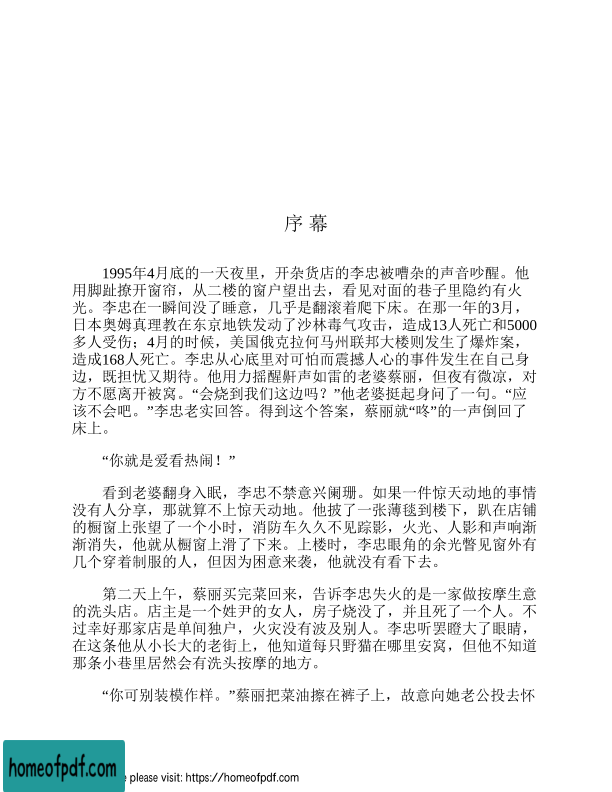 序 幕
1995年4月底的一天夜里，开杂货店的李忠被嘈杂的声音吵醒。他
用脚趾撩开窗帘，从二楼的窗户望出去，看见对面的巷子里隐约有火
光。李忠在一瞬间没了睡意，几乎是翻滚着爬下床。在那一年的3月，
日本奥姆真理教在东京地铁发动了沙林毒气攻击，造成13人死亡和5000
多人受伤；4月的时候，美国俄克拉何马州联邦大楼则发生了爆炸案，
造成168人死亡。李忠从心底里对可怕而震撼人心的事件发生在自己身
边，既担忧又期待。他用力摇醒鼾声如雷的老婆蔡丽，但夜有微凉，对
方不愿离开被窝。“会烧到我们这边吗？”他老婆挺起身问了一句。“应
该不会吧。”李忠老实回答。得到这个答案，蔡丽就“咚”的一声倒回了
床上。
“你就是爱看热闹！”
看到老婆翻身入眠，李忠不禁意兴阑珊。如果一件惊天动地的事情
没有人分享，那就算不上惊天动地。他披了一张薄毯到楼下，趴在店铺
的橱窗上张望了一个小时，消防车久久不见踪影，火光、人影和声响渐
渐消失，他就从橱窗上滑了下来。上楼时，李忠眼角的余光瞥见窗外有
几个穿着制服的人，但因为困意来袭，他就没有看下去。
第二天上午，蔡丽买完菜回来，告诉李忠失火的是一家做按摩生意
的洗头店。店主是一个姓尹的女人，房子烧没了，并且死了一个人。不
过幸好那家店是单间独户，火灾没有波及别人。李忠听罢瞪大了眼睛，
在这条他从小长大的老街上，他知道每只野猫在哪里安窝，但他不知道
那条小巷里居然会有洗头按摩的地方。
“你可别装模作样。”蔡丽把菜油擦在裤子上，故意向她老公投去怀
homeofpdf.com
please visit: https://homeofpdf.com